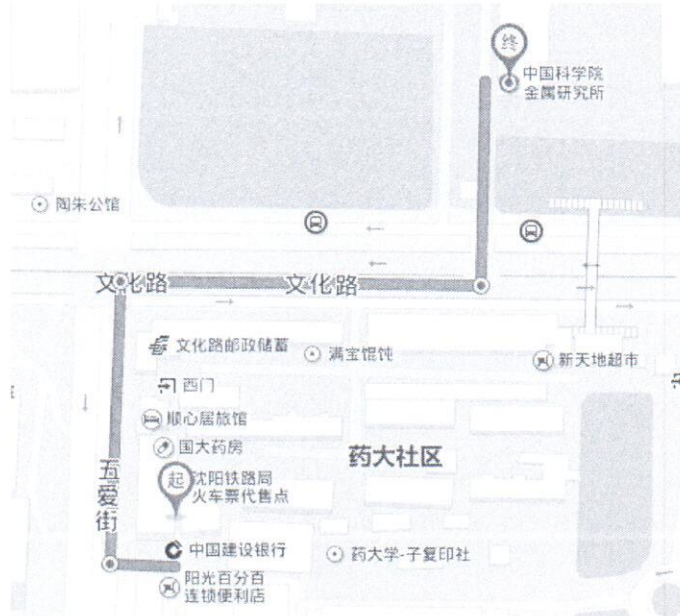 终
中国科学院
金属研究所
陶朱公馆
文化路
文化路
文化路邮政储蓄
满宝馄饨
新天地超市
西门
顺心居旅馆
国大药房
药大社区
五爱街
起
沈阳铁路局
火车票代售点
中国建设银行
药大学-子复印社
阳光百分百
连锁便利店